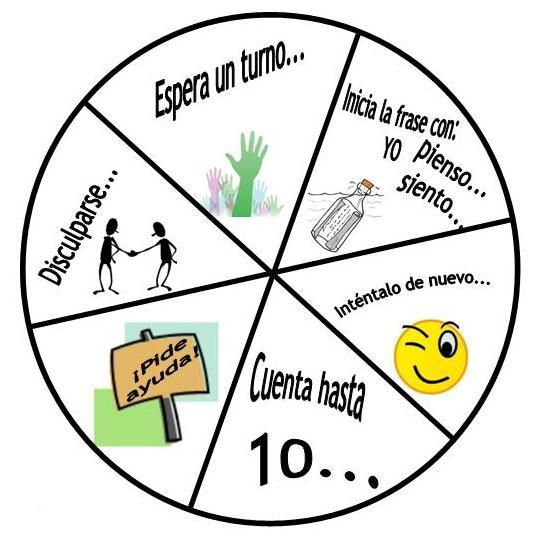 Espera un turno...
Inicia la frase con:
YO pienso...
siento...
Inténtalo de nuevo...
Cuenta hasta
10...
¡Pide
ayuda!
Disculparse...